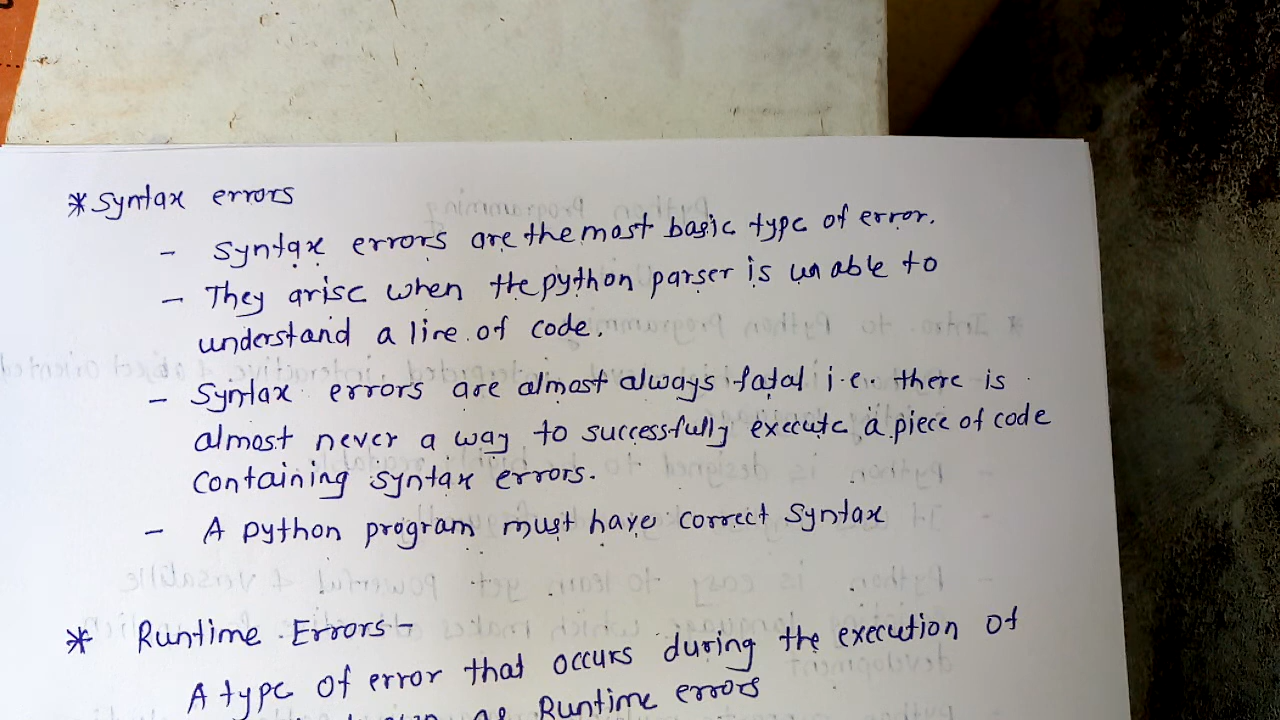 * Syntax errors
- Syntax errors are the most basic type of error.
- They arise when the python parser is unable to
understand a line of code.
- Syntax errors are almost always fatal i.e. there is
almost never a way to successfully execute a piece of code
containing syntax errors.
- A python program must have correct syntax
* Runtime Errors -
A type of error that occurs during the execution of
as Runtime errors